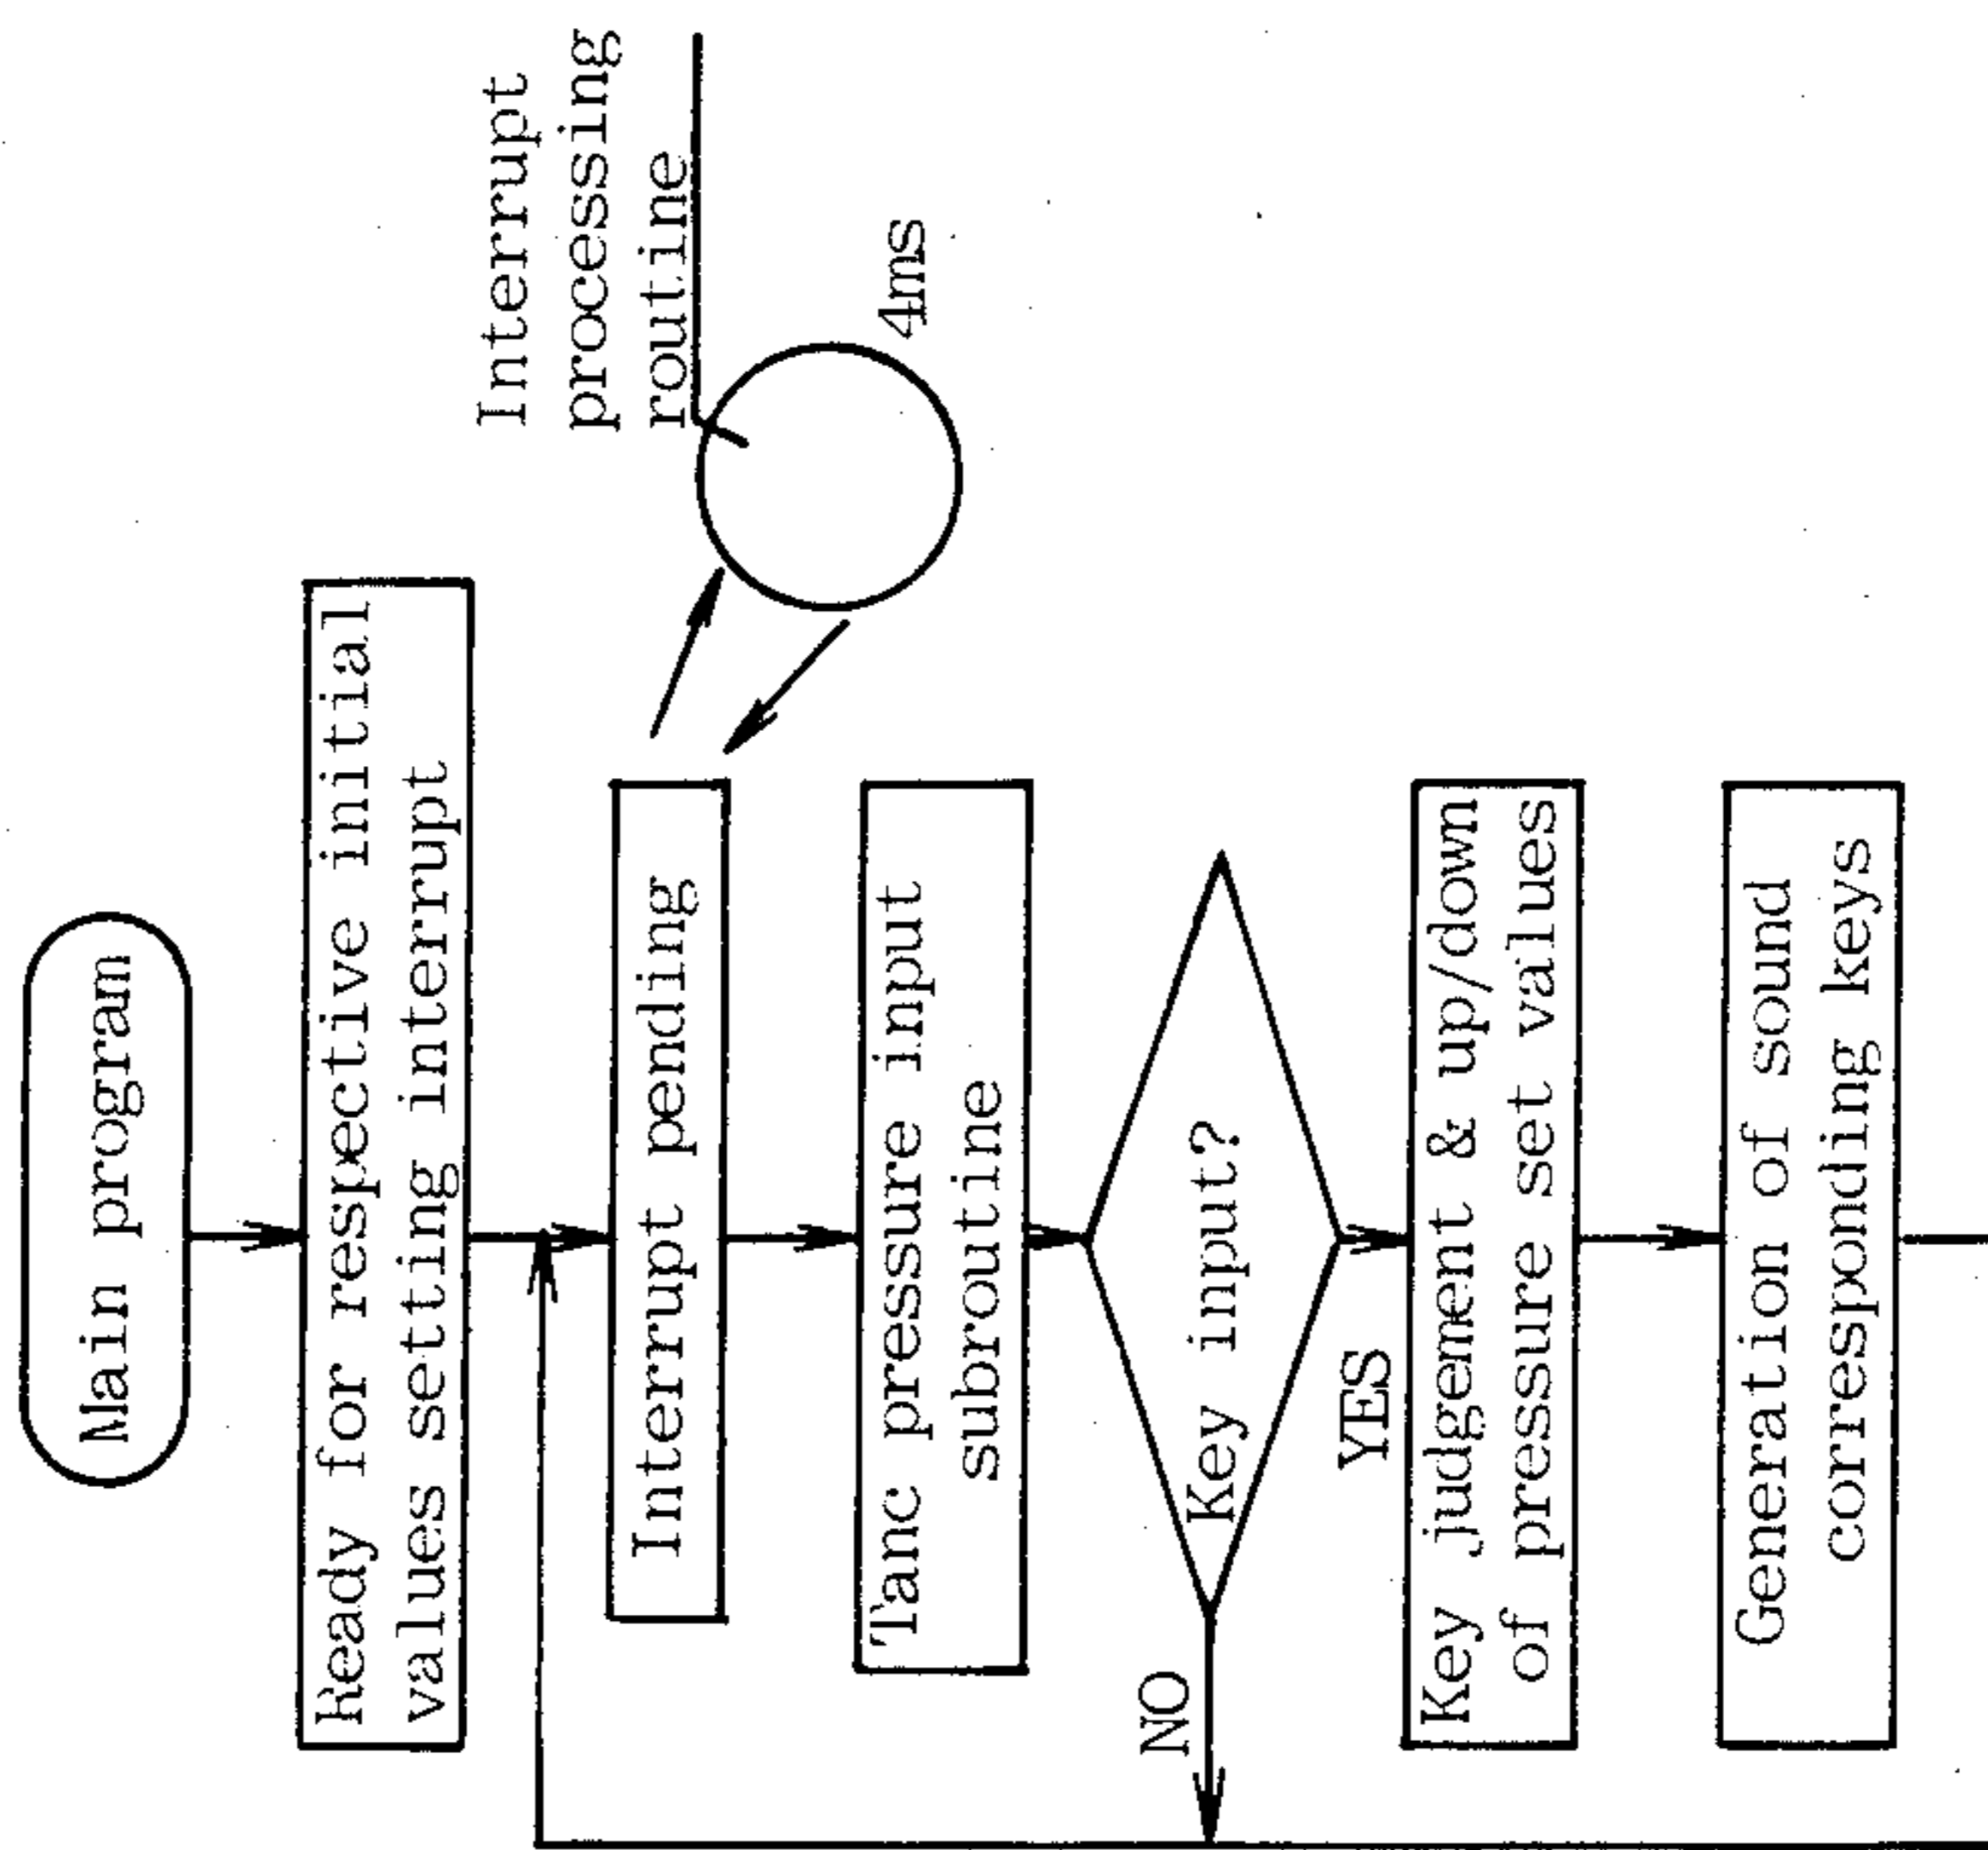 Main program
Ready for respective initial
values setting interrupt
Interrupt pending
Interrupt
processing
routine
4ms
Tanc pressure input
subroutine
Key input?
NO
YES
Key judgement & up/down
of pressure set values
Generation of sound
corresponding keys